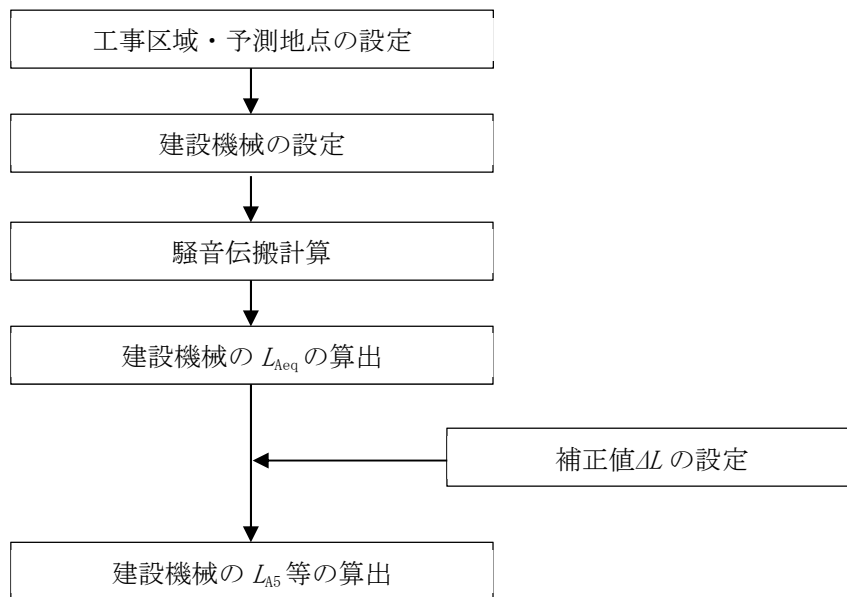 工事区域・予測地点の設定
建設機械の設定
騒音伝搬計算
建設機械の LAeq の算出
補正値ΔL の設定
建設機械の LA5 等の算出